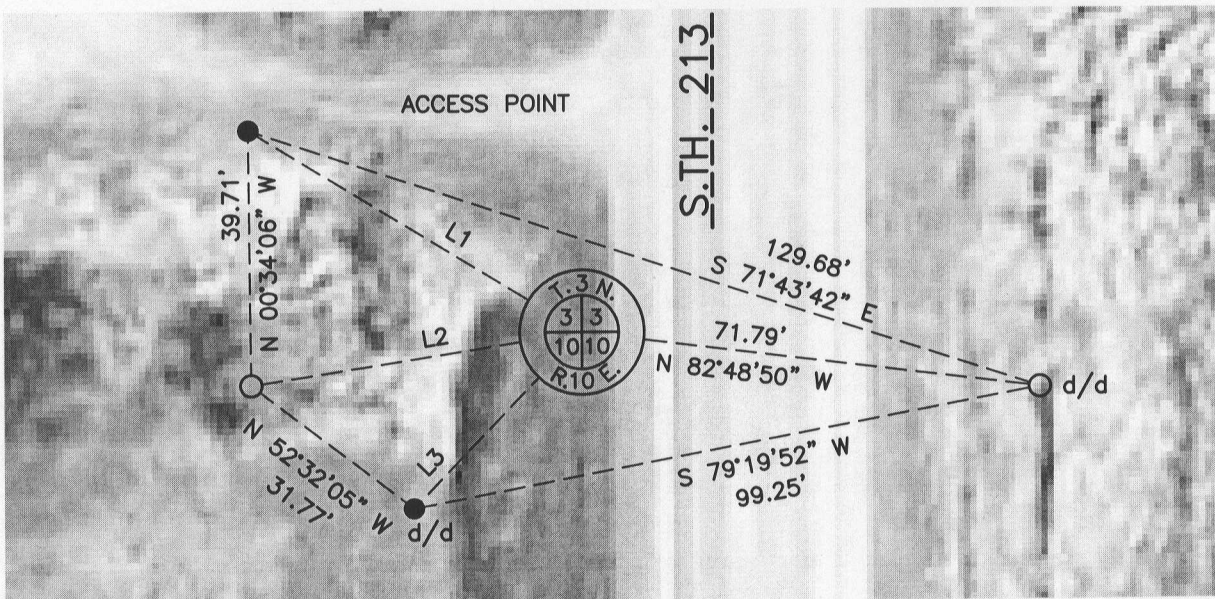 ACCESS POINT
S.TH. 213
39.71'
N 00°34'06" W
L1
129.68'
S 71°43'42" E
T. 3 N.
3 3
10 10
R.10 E.
L2
71.79'
N 82°48'50" W
d/d
L3
N 52°32'05" W
31.77'
d/d
S 79°19'52" W
99.25'